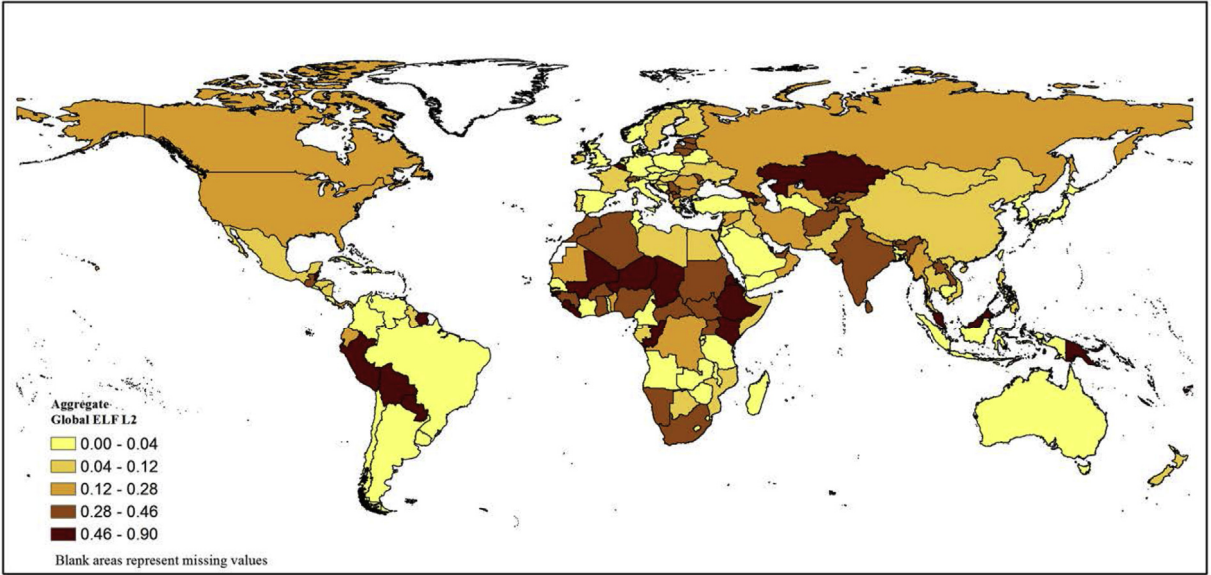 Aggregate
Global ELF L2
0.00 - 0.04
0.04 - 0.12
0.12 - 0.28
0.28 - 0.46
0.46 - 0.90
Blank areas represent missing values